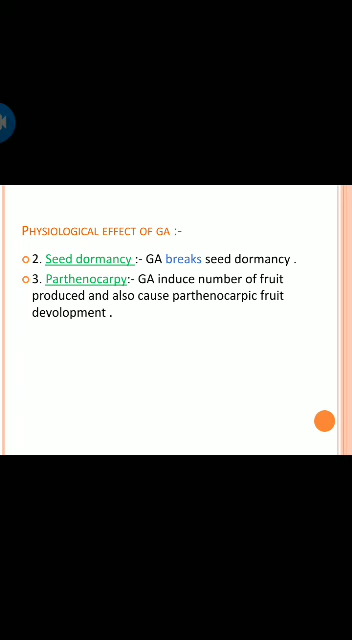 PHYSIOLOGICAL EFFECT OF GA :-
2. Seed dormancy :- GA breaks seed dormancy .
3. Parthenocarpy:- GA induce number of fruit
produced and also cause parthenocarpic fruit
devolopment .